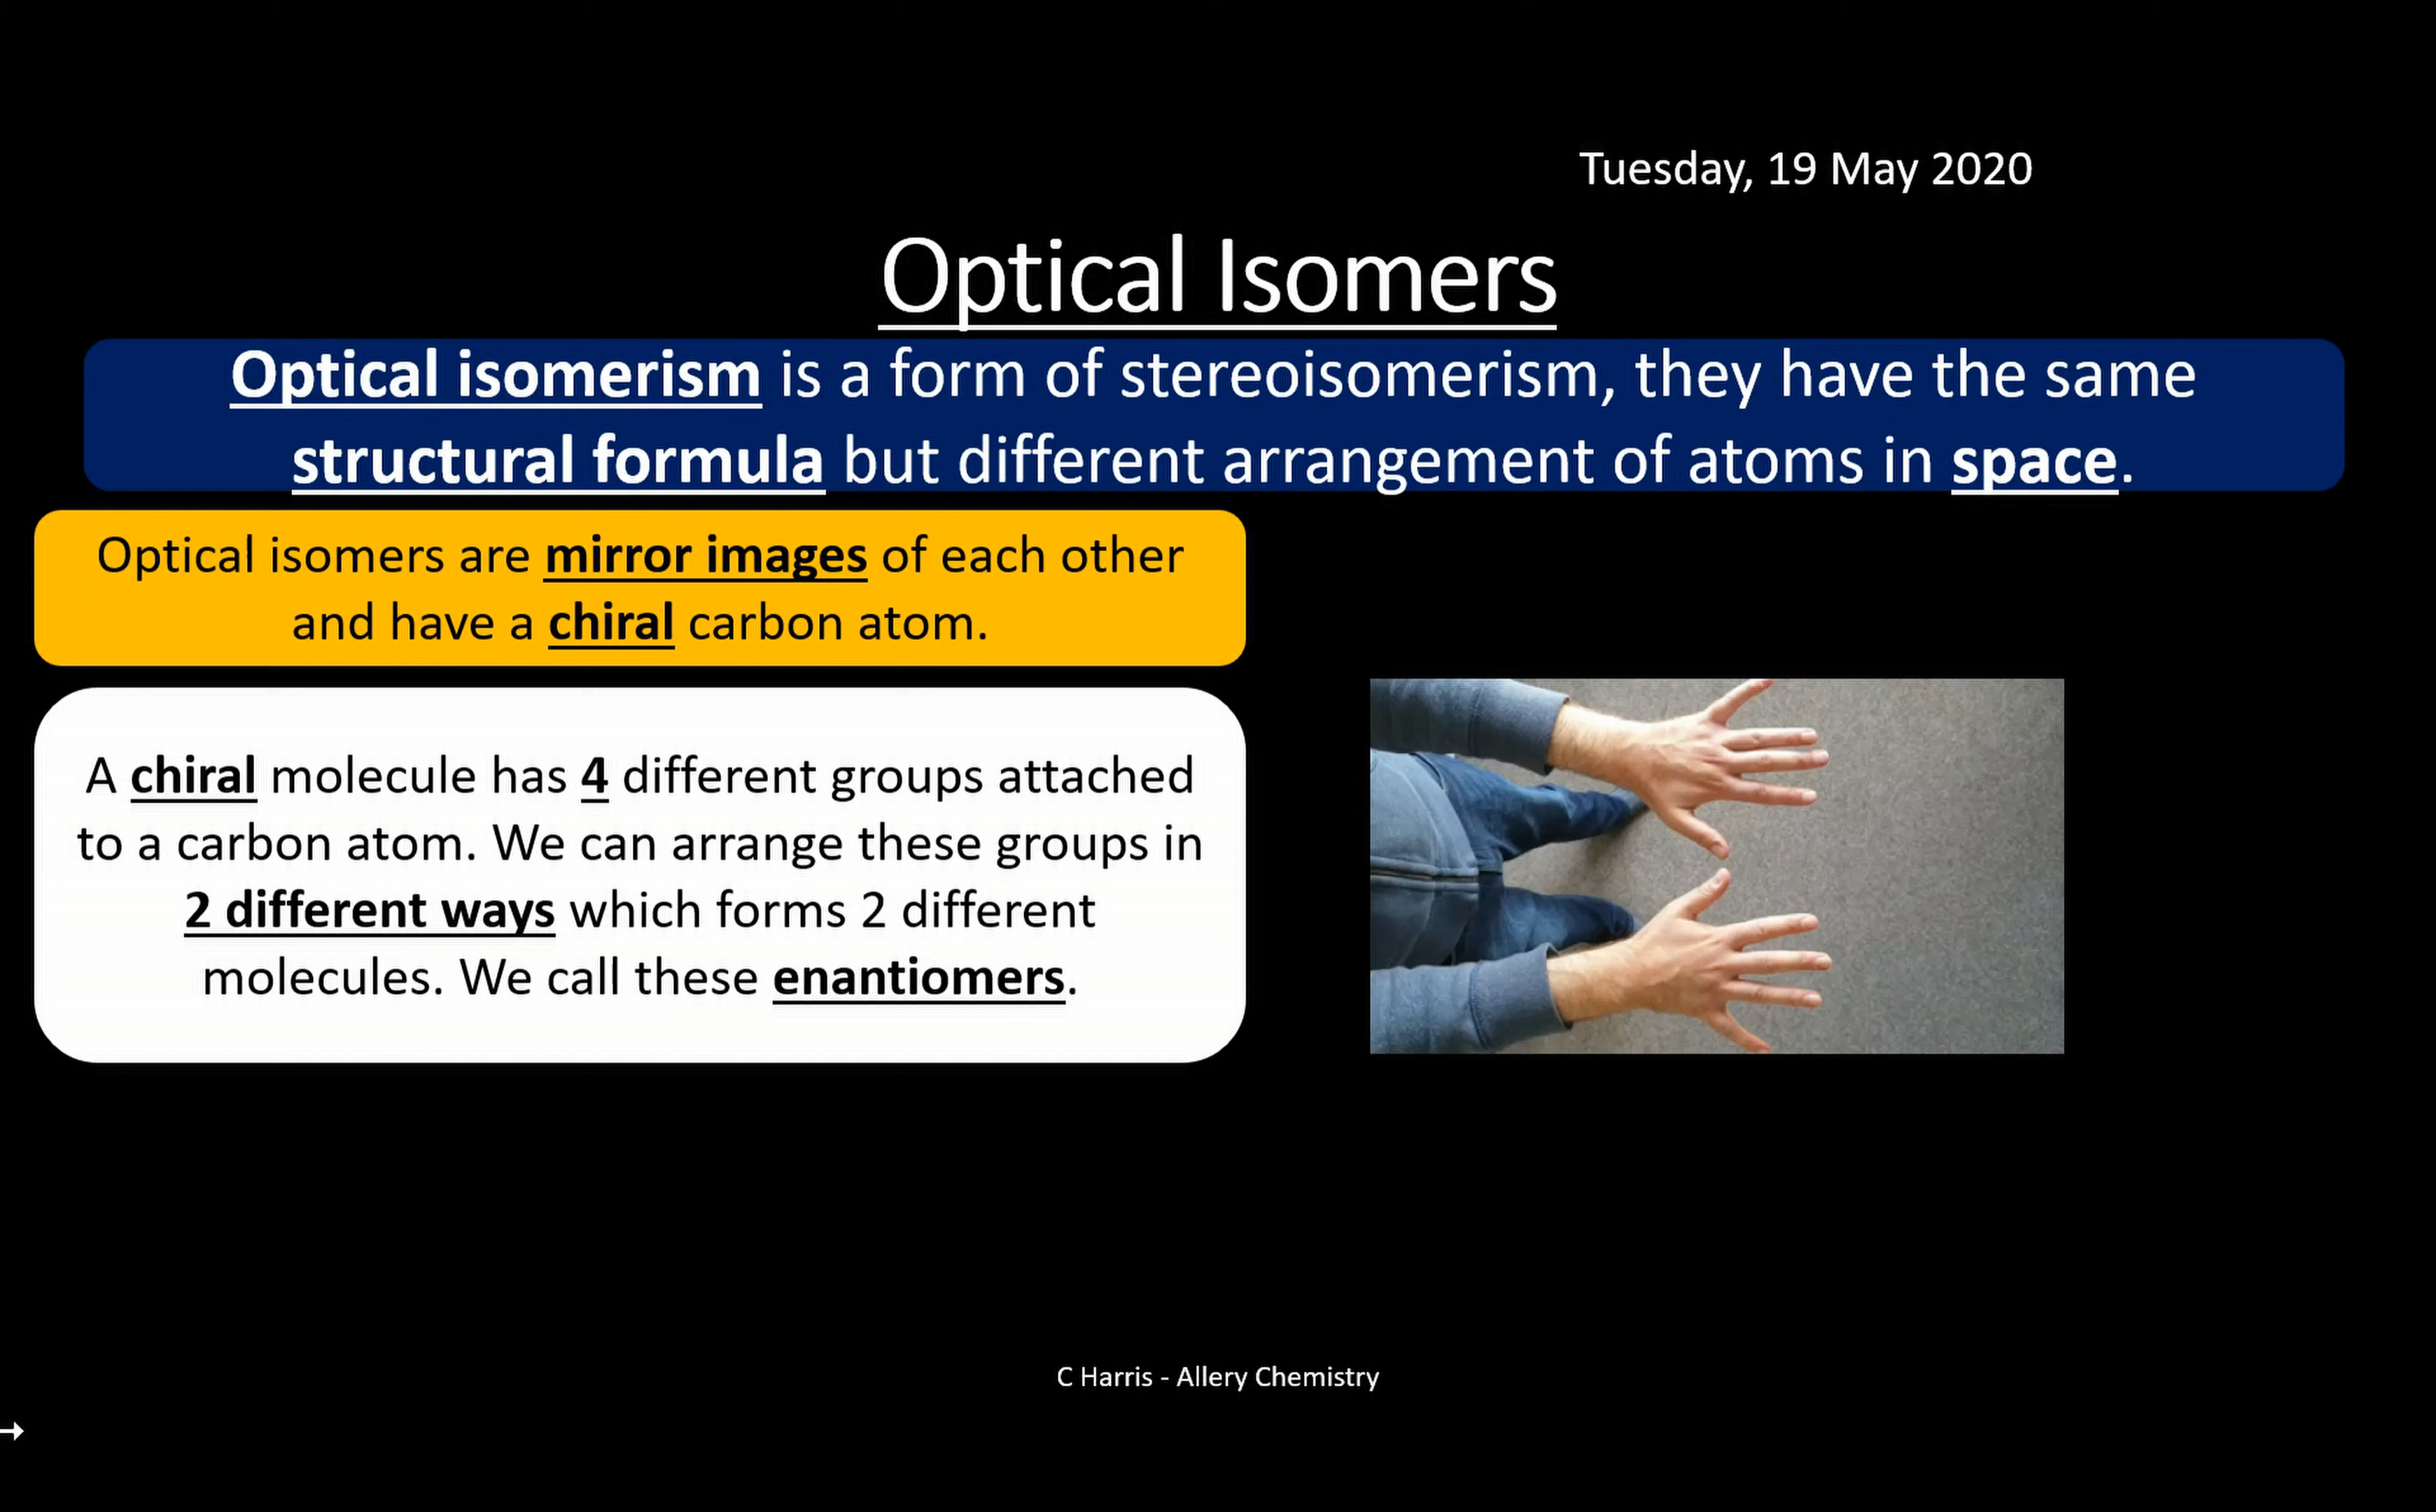 Tuesday, 19 May 2020
Optical Isomers
Optical isomerism is a form of stereoisomerism, they have the same
structural formula but different arrangement of atoms in space.
Optical isomers are mirror images of each other
and have a chiral carbon atom.
A chiral molecule has 4 different groups attached
to a carbon atom. We can arrange these groups in
2 different ways which forms 2 different
molecules. We call these enantiomers.
C Harris - Allery Chemistry